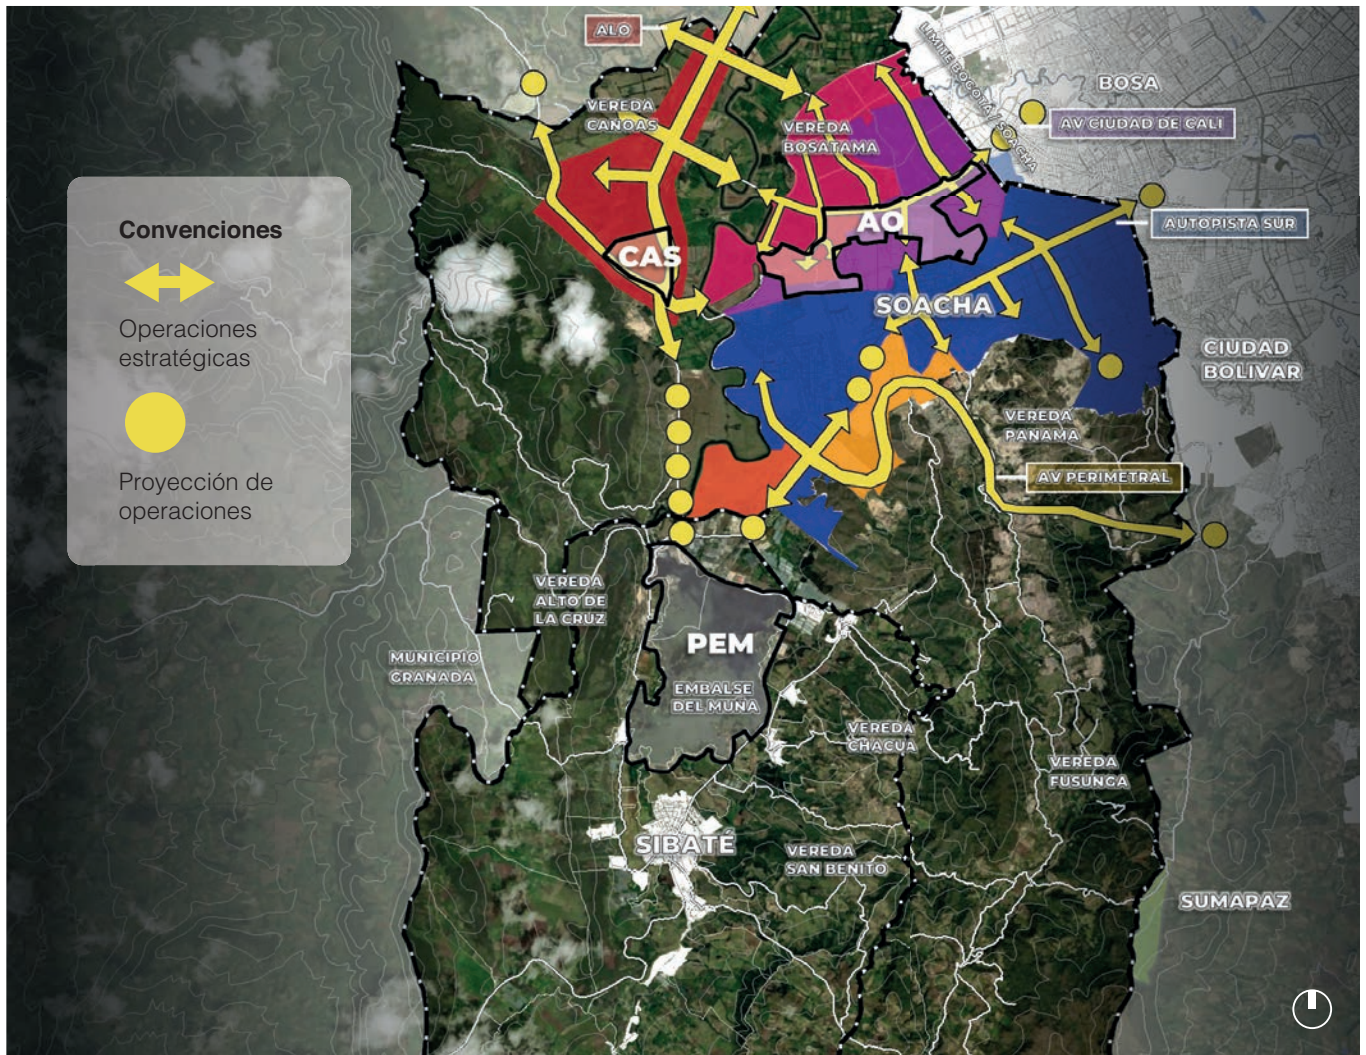 ALO
LÍMITE BOGOTÁ / SOACHA
BOSA
VEREDA
CANOAS
VEREDA
BOSATAMA
AV CIUDAD DE CALI
Convenciones
AUTOPISTA SUR
AO
CAS
Operaciones
estratégicas
SOACHA
CIUDAD
BOLIVAR
VEREDA
PANAMA
AV PERIMETRAL
Proyección de
operaciones
VEREDA
ALTO DE
LA CRUZ
PEM
MUNICIPIO
GRANADA
EMBALSE
DEL MUÑA
VEREDA
CHACUA
VEREDA
FUSUNGA
SIBATÉ
VEREDA
SAN BENITO
SUMAPAZ